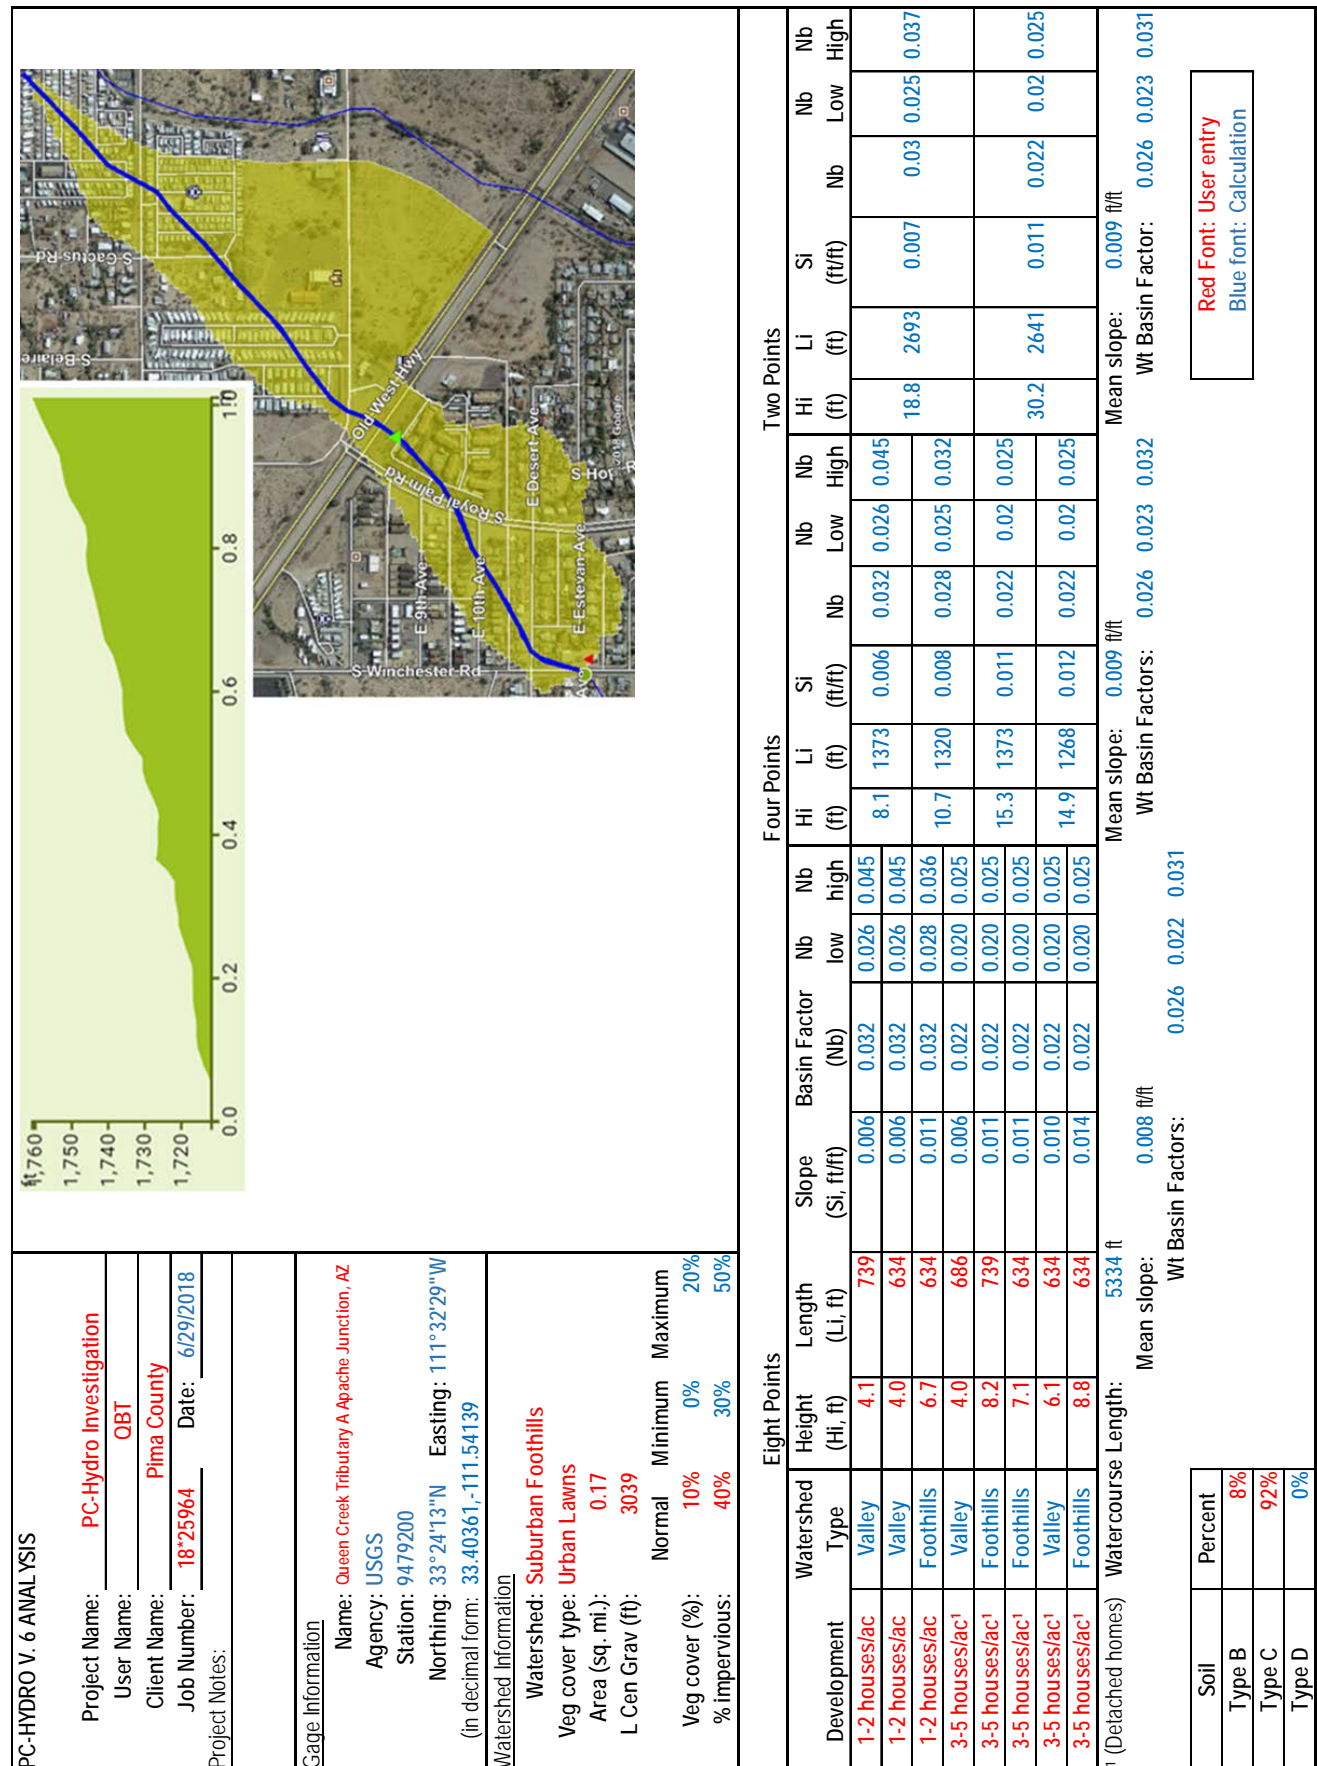 PC-HYDRO V. 6 ANALYSIS
Project Name: PC-Hydro Investigation
User Name: QBT
Client Name: Pima County
Job Number: 18*25964 Date: 6/29/2018
Project Notes:
Gage Information
Name: Queen Creek Tributary A Apache Junction, AZ
Agency: USGS
Station: 9479200
Northing: 33°24'13"N Easting: 111°32'29"W
(in decimal form: 33.40361,-111.54139
Watershed Information
Watershed: Suburban Foothills
Veg cover type: Urban Lawns
Area (sq. mi.): 0.17
L Cen Grav (ft): 3039
Normal Minimum Maximum
Veg cover (%): 10% 0% 20%
% impervious: 40% 30% 50%
ft
1,760
1,750
1,740
1,730
1,720
0.0 0.2 0.4 0.6 0.8 1.0
S-Belaire
S-Gactus-Rd
Old West Hwy
S-Royal-Palm-Rd
S-Winchester-Rd
E-9th-Ave
E-10th-Ave
E-Desert-Ave
E Estevan-Ave
S-Hor
Ave
©2018 Google
Eight Points Four Points Two Points
Development Watershed Type Height (Hi, ft) Length (Li, ft) Slope (Si, ft/ft) Basin Factor (Nb) Nb low Nb high Hi (ft) Li (ft) Si (ft/ft) Nb Nb Low Nb High Hi (ft) Li (ft) Si (ft/ft) Nb Nb Low Nb High
1-2 houses/ac Valley 4.1 739 0.006 0.032 0.026 0.045 8.1 1373 0.006 0.032 0.026 0.045 18.8 2693 0.007 0.03 0.025 0.037
1-2 houses/ac Valley 4.0 634 0.006 0.032 0.026 0.045
1-2 houses/ac Foothills 6.7 634 0.011 0.032 0.028 0.036 10.7 1320 0.008 0.028 0.025 0.032
3-5 houses/ac¹ Valley 4.0 686 0.006 0.022 0.020 0.025
3-5 houses/ac¹ Foothills 8.2 739 0.011 0.022 0.020 0.025 15.3 1373 0.011 0.022 0.02 0.025 30.2 2641 0.011 0.022 0.02 0.025
3-5 houses/ac¹ Foothills 7.1 634 0.011 0.022 0.020 0.025
3-5 houses/ac¹ Valley 6.1 634 0.010 0.022 0.020 0.025 14.9 1268 0.012 0.022 0.02 0.025
3-5 houses/ac¹ Foothills 8.8 634 0.014 0.022 0.020 0.025
¹ (Detached homes) Watercourse Length: 5334 ft Mean slope: 0.009 ft/ft Mean slope: 0.009 ft/ft
Mean slope: 0.008 ft/ft Wt Basin Factors: 0.026 0.023 0.032 Wt Basin Factor: 0.026 0.023 0.031
Wt Basin Factors: 0.026 0.022 0.031
Soil Percent
Type B 8%
Type C 92%
Type D 0%
Red Font: User entry
Blue font: Calculation